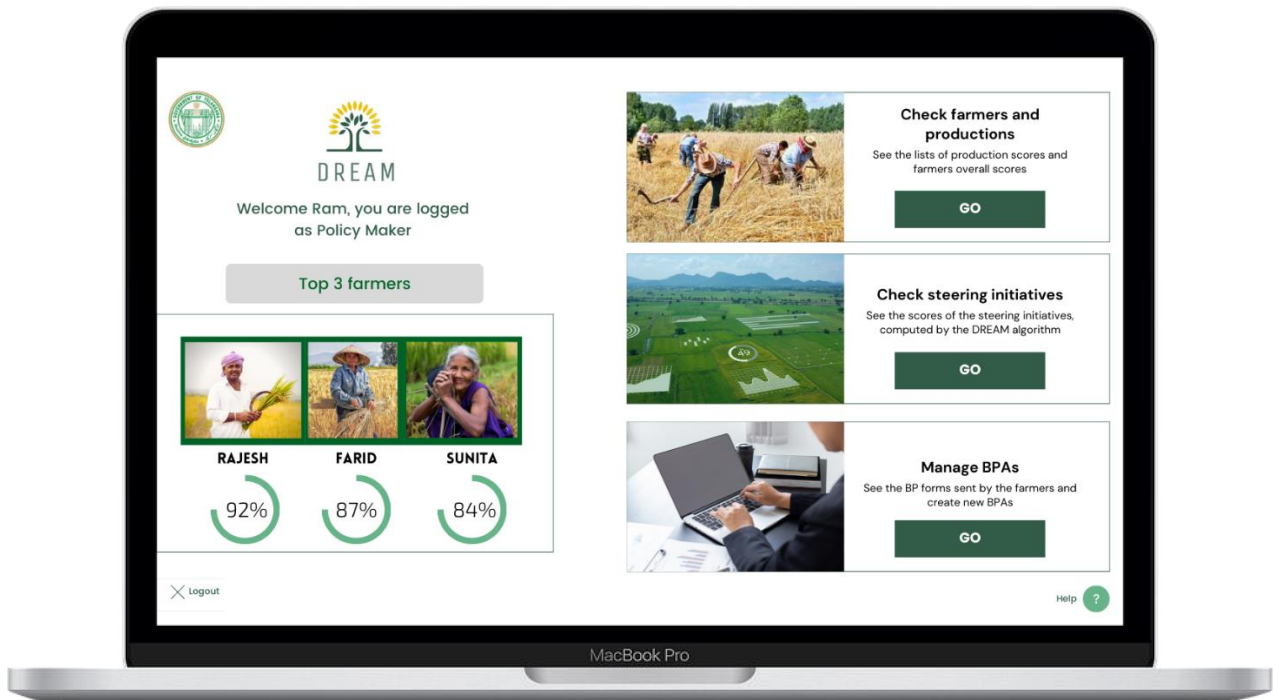 GOVERNMENT OF TELANGANA
DREAM
Welcome Ram, you are logged
as Policy Maker
Top 3 farmers
RAJESH
FARID
SUNITA
92%
87%
84%
Logout
Check farmers and
productions
See the lists of production scores and
farmers overall scores
GO
Check steering initiatives
See the scores of the steering initiatives,
computed by the DREAM algorithm
GO
Manage BPAs
See the BP forms sent by the farmers and
create new BPAs
GO
Help ?
MacBook Pro